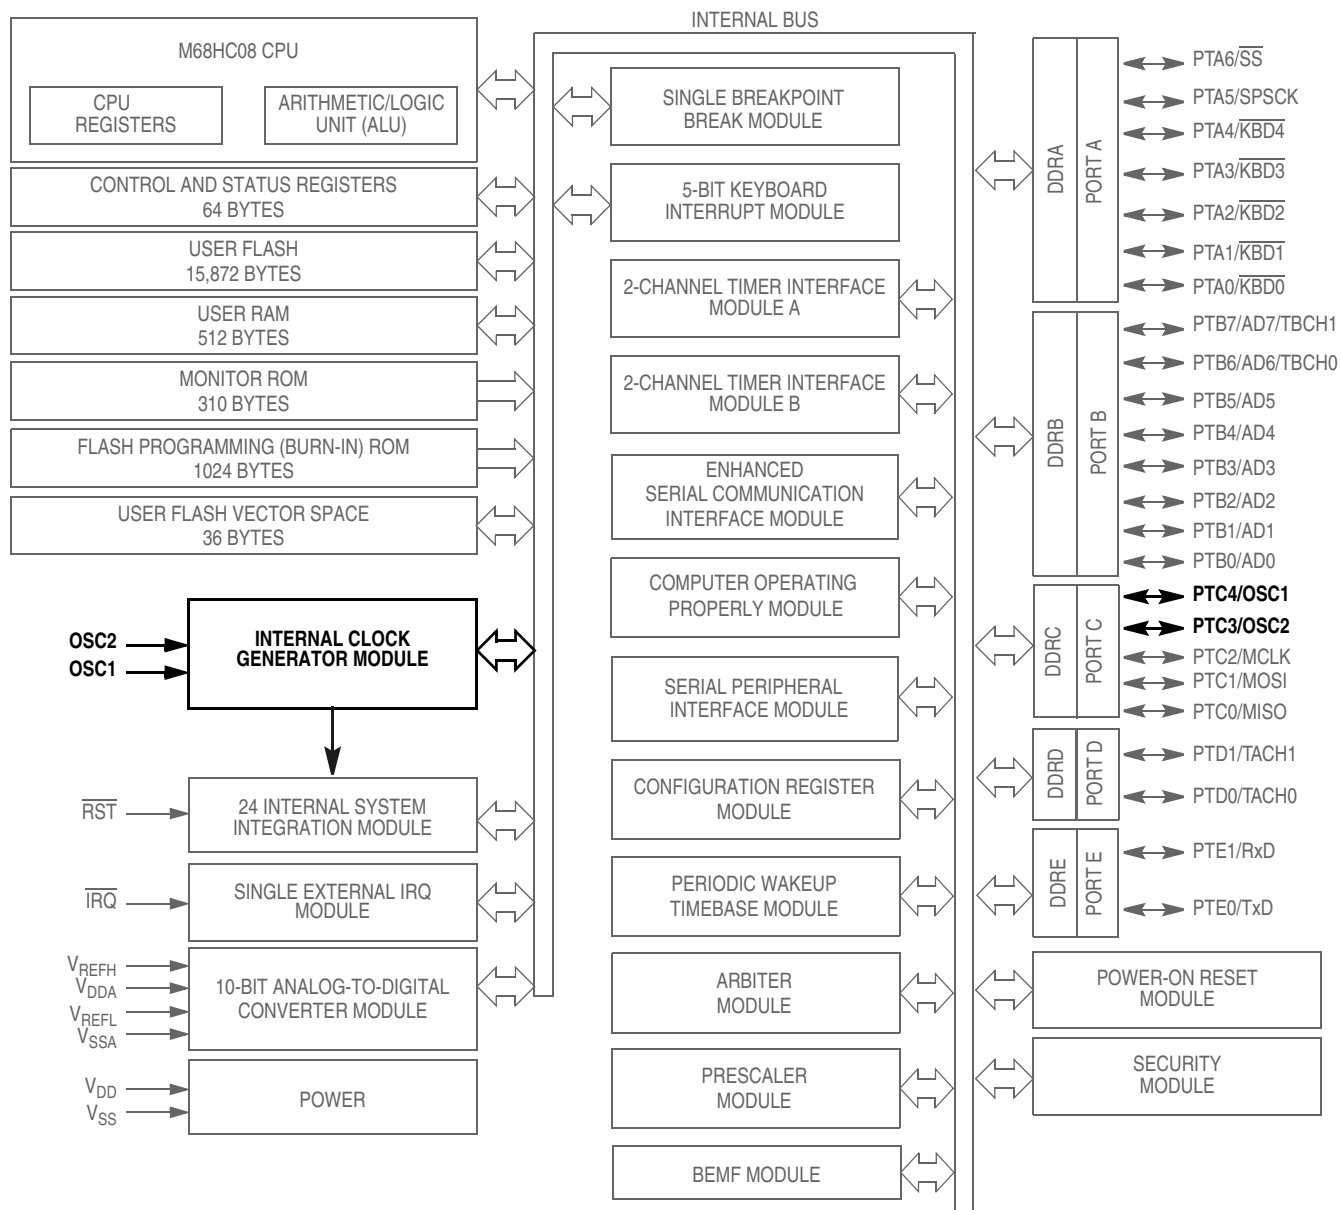 INTERNAL BUS
M68HC08 CPU
CPU
REGISTERS
ARITHMETIC/LOGIC
UNIT (ALU)
CONTROL AND STATUS REGISTERS
64 BYTES
USER FLASH
15,872 BYTES
USER RAM
512 BYTES
MONITOR ROM
310 BYTES
FLASH PROGRAMMING (BURN-IN) ROM
1024 BYTES
USER FLASH VECTOR SPACE
36 BYTES
OSC2
OSC1
INTERNAL CLOCK
GENERATOR MODULE
R̅S̅T̅
24 INTERNAL SYSTEM
INTEGRATION MODULE
I̅R̅Q̅
SINGLE EXTERNAL IRQ
MODULE
VREFH
VDDA
VREFL
VSSA
10-BIT ANALOG-TO-DIGITAL
CONVERTER MODULE
VDD
VSS
POWER
SINGLE BREAKPOINT
BREAK MODULE
5-BIT KEYBOARD
INTERRUPT MODULE
2-CHANNEL TIMER INTERFACE
MODULE A
2-CHANNEL TIMER INTERFACE
MODULE B
ENHANCED
SERIAL COMMUNICATION
INTERFACE MODULE
COMPUTER OPERATING
PROPERLY MODULE
SERIAL PERIPHERAL
INTERFACE MODULE
CONFIGURATION REGISTER
MODULE
PERIODIC WAKEUP
TIMEBASE MODULE
ARBITER
MODULE
PRESCALER
MODULE
BEMF MODULE
DDRA
PORT A
PTA6/S̅S̅
PTA5/SPSCK
PTA4/K̅B̅D̅4̅
PTA3/K̅B̅D̅3̅
PTA2/K̅B̅D̅2̅
PTA1/K̅B̅D̅1̅
PTA0/K̅B̅D̅0̅
DDRB
PORT B
PTB7/AD7/TBCH1
PTB6/AD6/TBCH0
PTB5/AD5
PTB4/AD4
PTB3/AD3
PTB2/AD2
PTB1/AD1
PTB0/AD0
DDRC
PORT C
PTC4/OSC1
PTC3/OSC2
PTC2/MCLK
PTC1/MOSI
PTC0/MISO
DDRD
PORT D
PTD1/TACH1
PTD0/TACH0
DDRE
PORT E
PTE1/RxD
PTE0/TxD
POWER-ON RESET
MODULE
SECURITY
MODULE